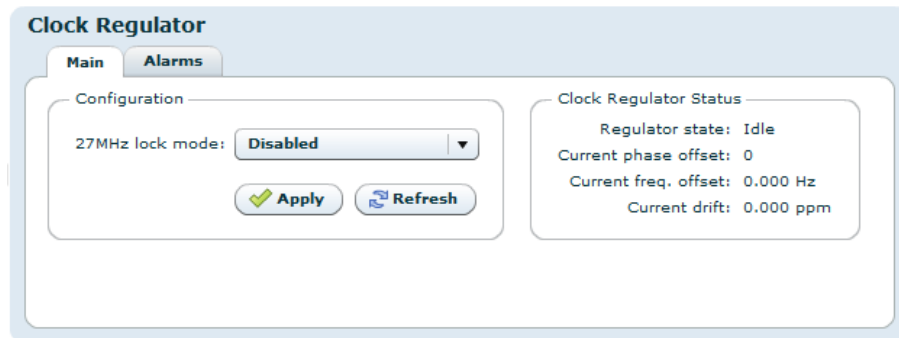 Clock Regulator
Main
Alarms
Configuration
27MHz lock mode: Disabled
Apply
Refresh
Clock Regulator Status
Regulator state: Idle
Current phase offset: 0
Current freq. offset: 0.000 Hz
Current drift: 0.000 ppm